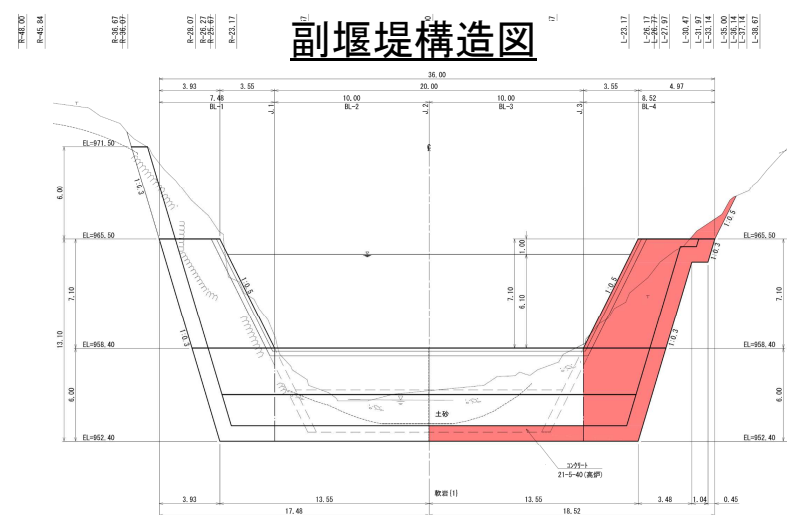 R-48.00
R-45.84
R-36.67
R-28.07
R-26.27
R-25.67
R-23.17
L-23.17
L-26.17
L-26.77
L-27.97
L-30.47
L-31.97
L-33.14
L-35.00
L-36.14
L-37.14
L-38.67
副堰堤構造図
36.00
3.93 3.55 20.00 3.55 4.97
7.48 10.00 10.00 8.52
BL-1 J.1 BL-2 J.2 BL-3 J.3 BL-4
EL=971.50
1:0.3
6.00
1:0.5
EL=965.50 1.00 1:0.3 EL=965.50
7.10 1:0.5 7.10 6.10 1:0.5 7.10
13.10 1:0.3 1:0.3
EL=958.40 EL=958.40
6.00 土砂 6.00
EL=952.40 EL=952.40
コンクリート
21-5-40(高炉)
軟岩(1)
3.93 13.55 13.55 3.48 1.04 0.45
17.48 18.52